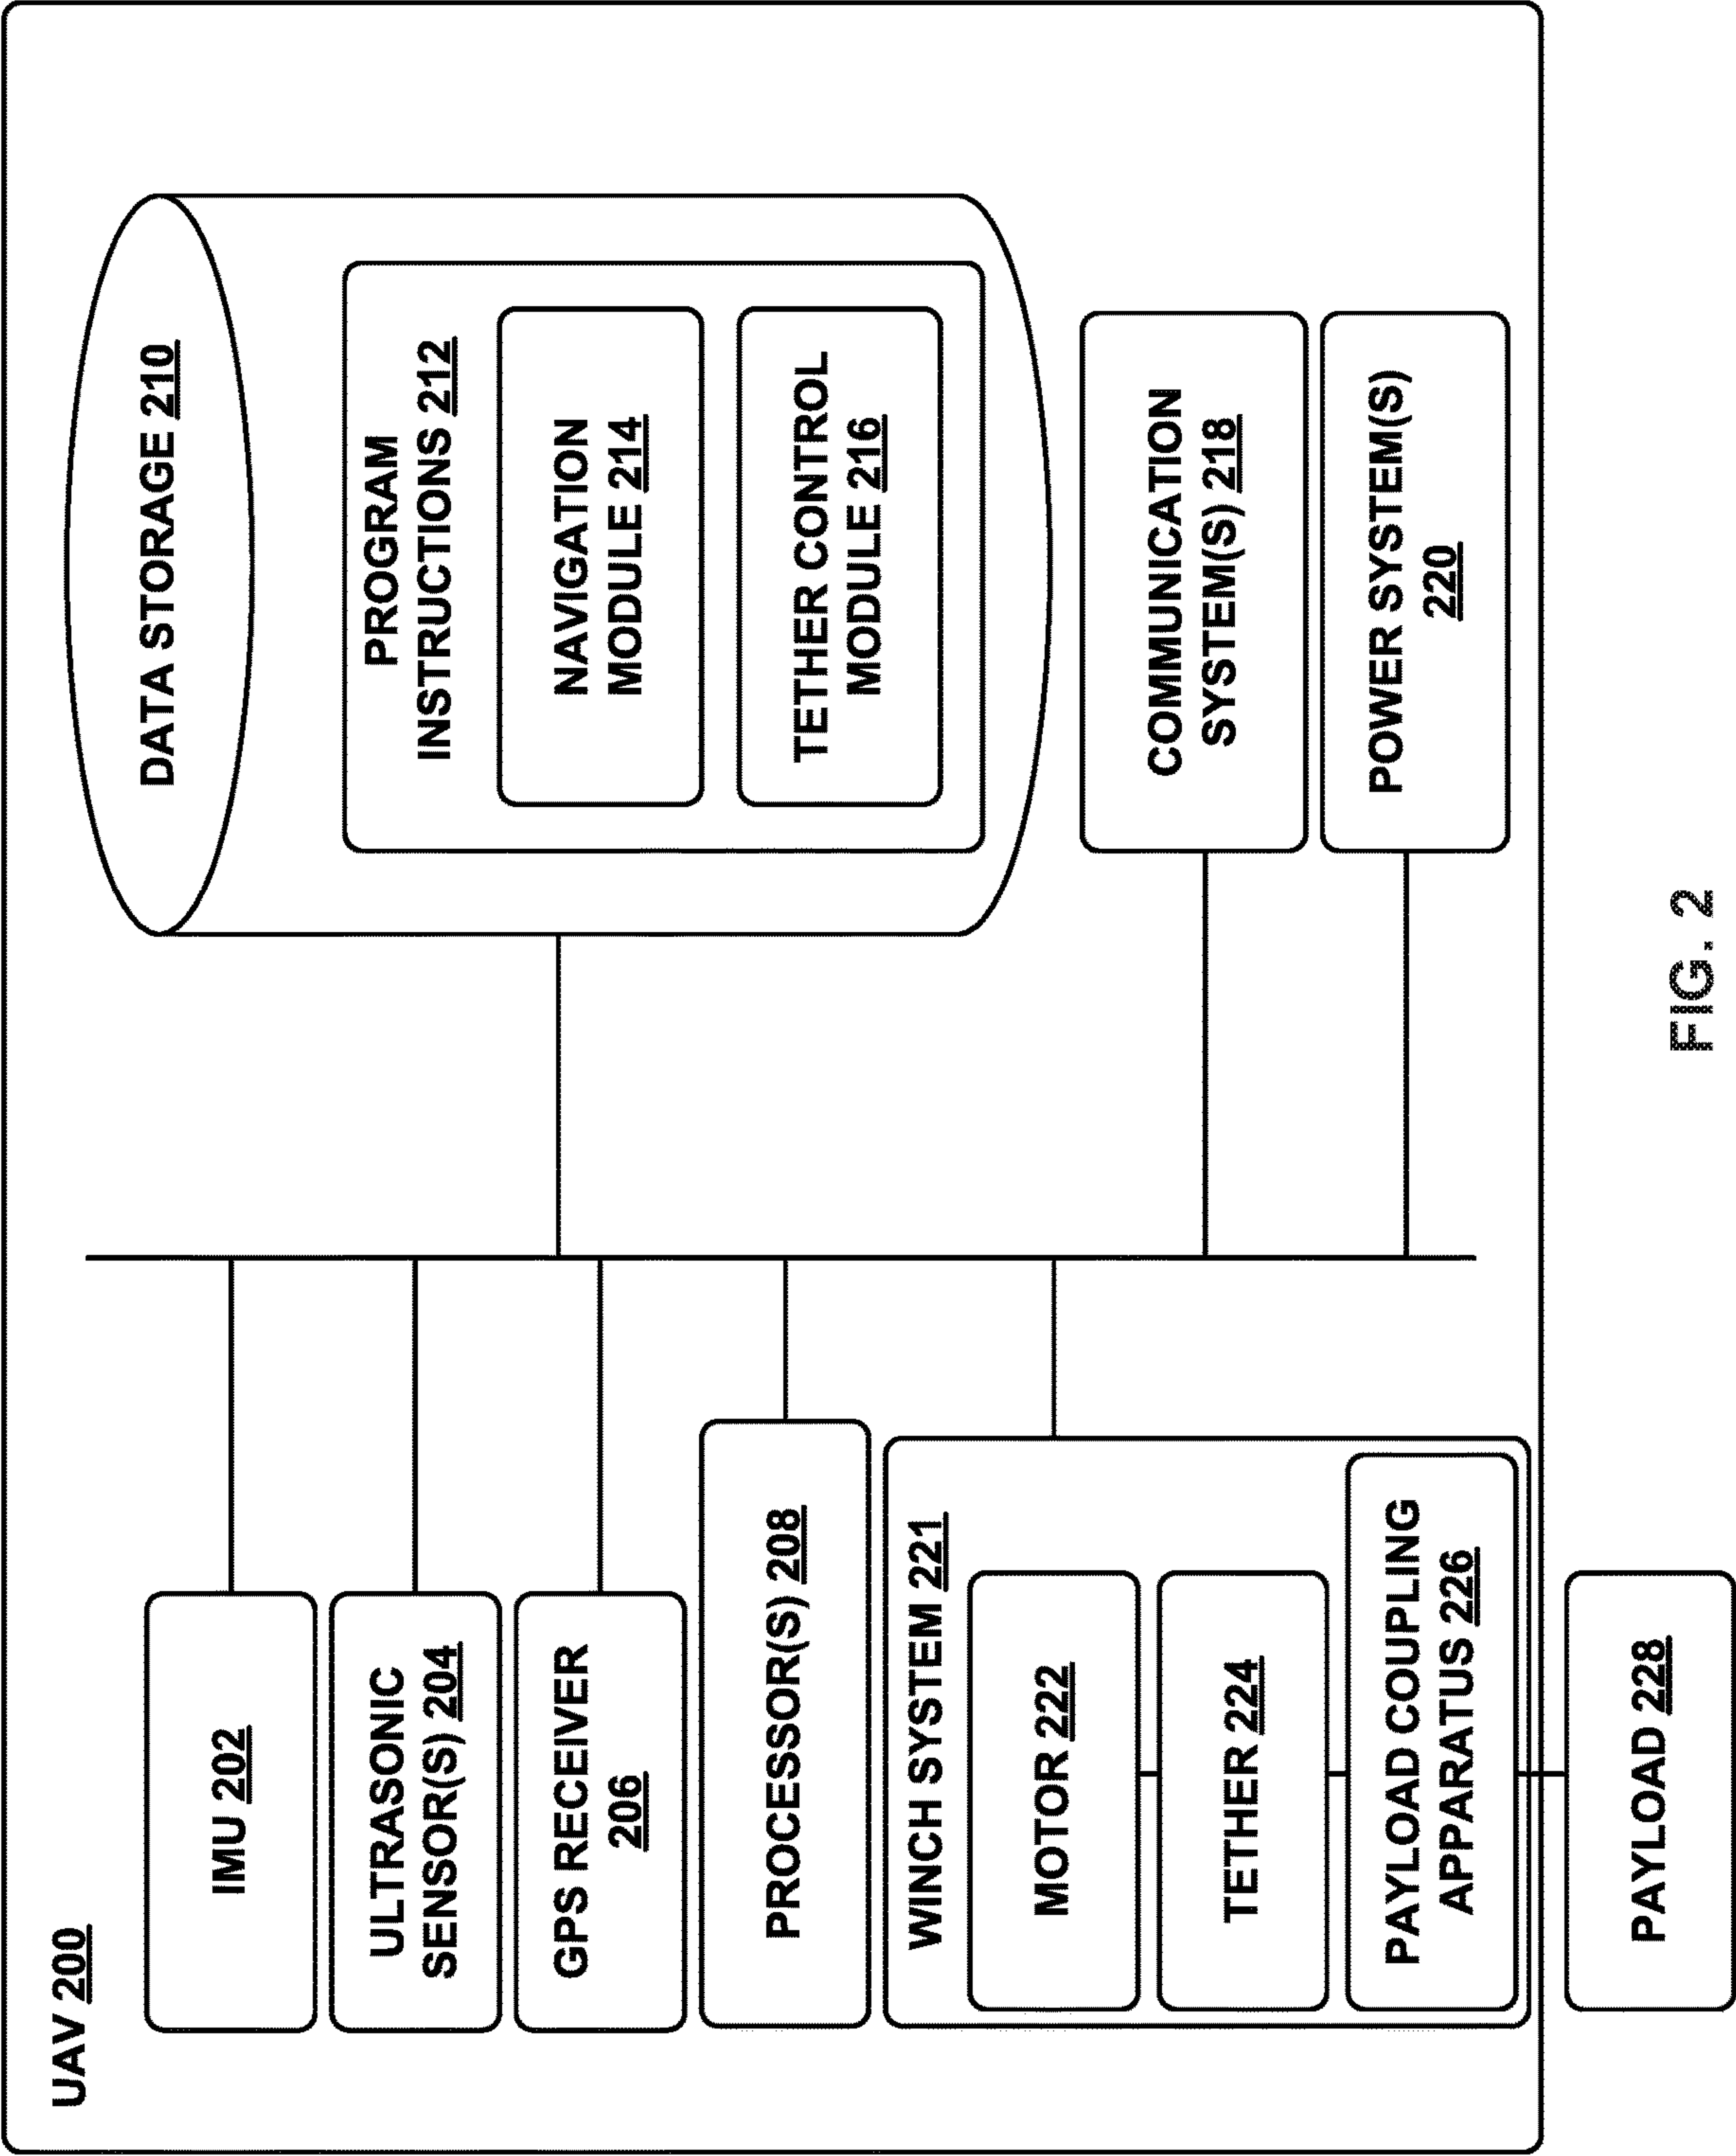 UAV 200
IMU 202
ULTRASONIC
SENSOR(S) 204
GPS RECEIVER
206
PROCESSOR(S) 208
WINCH SYSTEM 221
MOTOR 222
TETHER 224
PAYLOAD COUPLING
APPARATUS 226
PAYLOAD 228
DATA STORAGE 210
PROGRAM
INSTRUCTIONS 212
NAVIGATION
MODULE 214
TETHER CONTROL
MODULE 216
COMMUNICATION
SYSTEM(S) 218
POWER SYSTEM(S)
220
FIG. 2